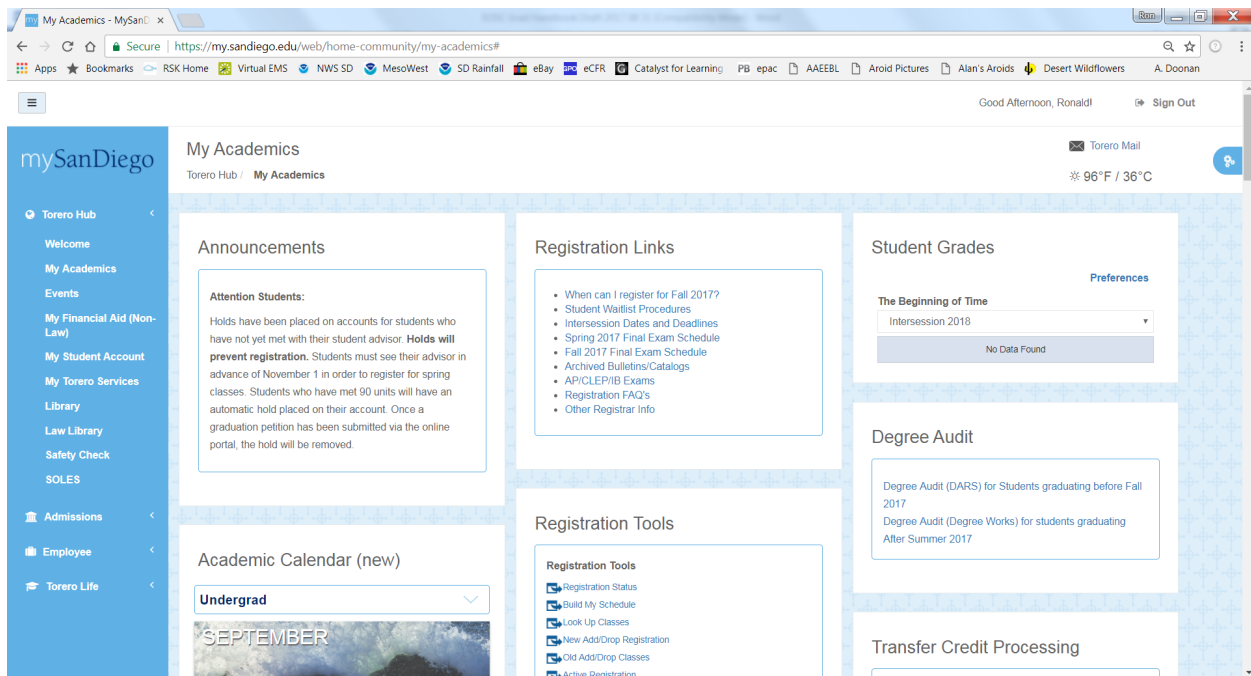 My Academics - MySanD
Ron
Secure https://my.sandiego.edu/web/home-community/my-academics#
Apps Bookmarks RSK Home Virtual EMS NWS SD MesoWest SD Rainfall eBay eCFR Catalyst for Learning PB epac AAEEBL Aroid Pictures Alan's Aroids Desert Wildflowers A. Doonan
Good Afternoon, Ronald! Sign Out
mySanDiego
My Academics
Torero Hub / My Academics
Torero Mail
96°F / 36°C
Torero Hub
Welcome
My Academics
Events
My Financial Aid (Non-
Law)
My Student Account
My Torero Services
Library
Law Library
Safety Check
SOLES
Admissions
Employee
Torero Life
Announcements
Attention Students:
Holds have been placed on accounts for students who
have not yet met with their student advisor. Holds will
prevent registration. Students must see their advisor in
advance of November 1 in order to register for spring
classes. Students who have met 90 units will have an
automatic hold placed on their account. Once a
graduation petition has been submitted via the online
portal, the hold will be removed.
Academic Calendar (new)
Undergrad
SEPTEMBER
Registration Links
When can I register for Fall 2017?
Student Waitlist Procedures
Intersession Dates and Deadlines
Spring 2017 Final Exam Schedule
Fall 2017 Final Exam Schedule
Archived Bulletins/Catalogs
AP/CLEP/IB Exams
Registration FAQ's
Other Registrar Info
Registration Tools
Registration Tools
Registration Status
Build My Schedule
Look Up Classes
New Add/Drop Registration
Old Add/Drop Classes
Active Registration
Student Grades
Preferences
The Beginning of Time
Intersession 2018
No Data Found
Degree Audit
Degree Audit (DARS) for Students graduating before Fall
2017
Degree Audit (Degree Works) for students graduating
After Summer 2017
Transfer Credit Processing